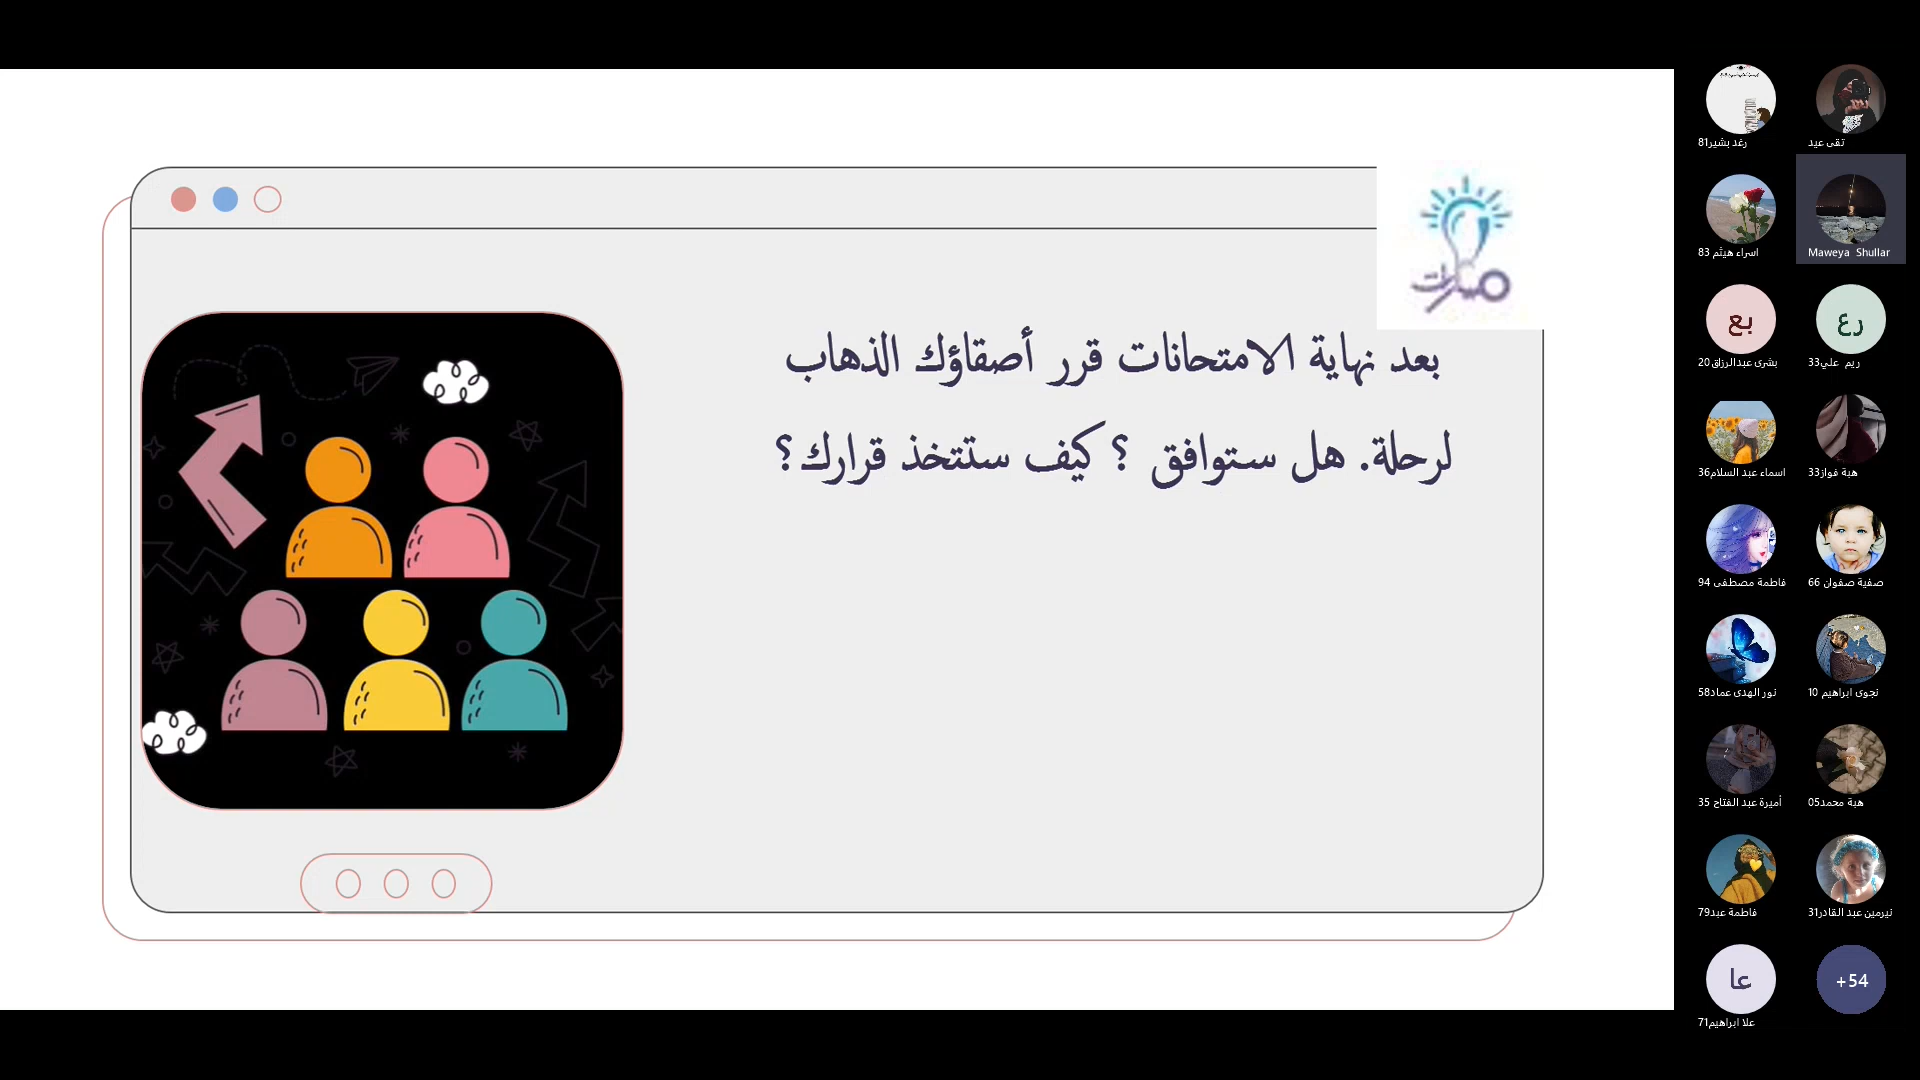 مهارات
بعد نهاية الامتحانات قرر أصقاؤك الذهاب
لرحلة. هل ستوافق ؟ كيف ستتخذ قرارك؟
رغد بشير81
تقى عيد
اسراء هيثم 83
Maweya Shullar
بع
رع
بشرى عبدالرزاق20
ريم علي33
اسماء عبد السلام36
هبة فواز33
فاطمة مصطفى 94
صفية صفوان 66
نور الهدى عماد58
نجوى ابراهيم 10
أميرة عبد الفتاح 35
هبة محمد05
فاطمة عبد79
نيرمين عبد القادر31
عا
+54
علا ابراهيم71